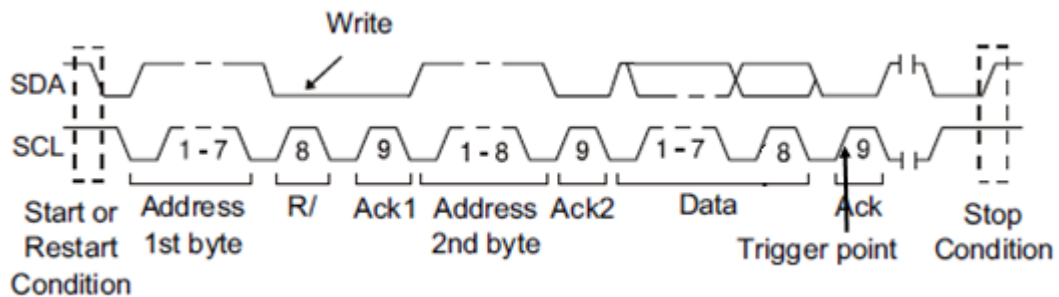 Write
SDA
SCL
1 - 7
8
9
1 - 8
9
1 - 7
8
9
Start or
Restart
Condition
Address
1st byte
R/
Ack1
Address
2nd byte
Ack2
Data
Ack
Trigger point
Stop
Condition